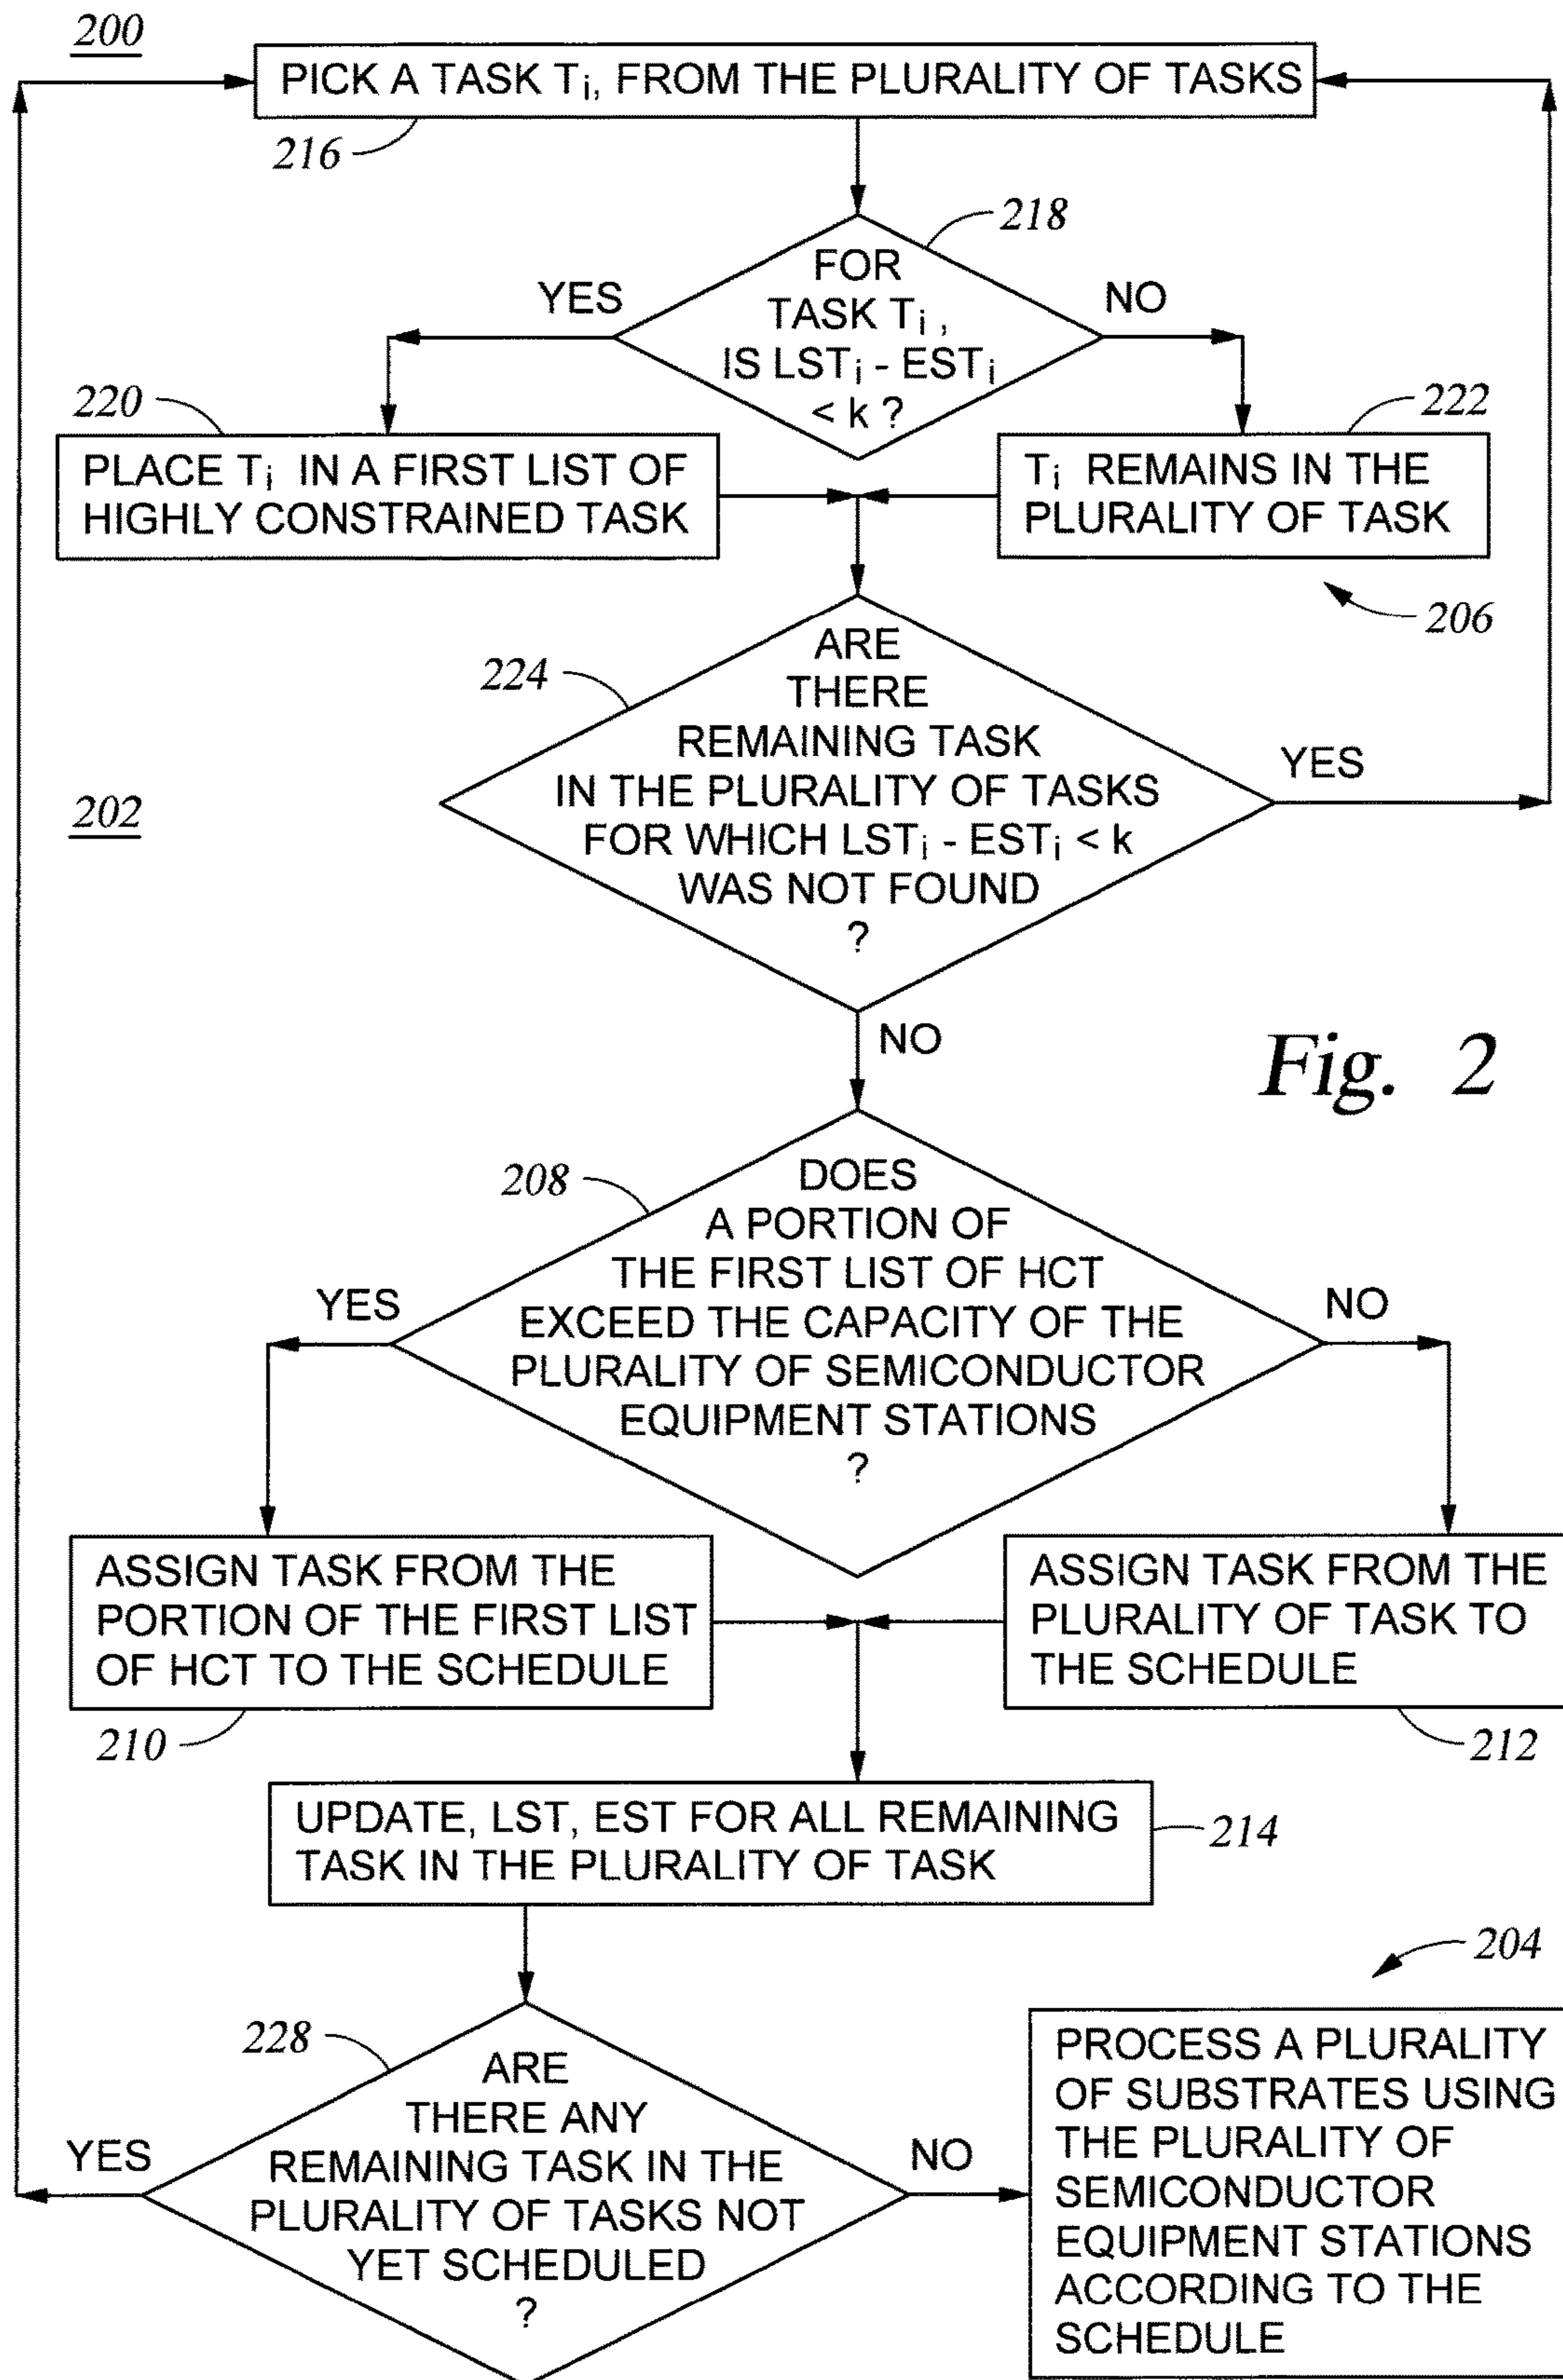 200
PICK A TASK Ti, FROM THE PLURALITY OF TASKS
216
218
FOR
TASK Ti ,
IS LSTi - ESTi
< k ?
YES
NO
220
PLACE Ti IN A FIRST LIST OF
HIGHLY CONSTRAINED TASK
222
Ti REMAINS IN THE
PLURALITY OF TASK
206
224
ARE
THERE
REMAINING TASK
IN THE PLURALITY OF TASKS
FOR WHICH LSTi - ESTi < k
WAS NOT FOUND
?
YES
202
NO
Fig. 2
208
DOES
A PORTION OF
THE FIRST LIST OF HCT
EXCEED THE CAPACITY OF THE
PLURALITY OF SEMICONDUCTOR
EQUIPMENT STATIONS
?
YES
NO
ASSIGN TASK FROM THE
PORTION OF THE FIRST LIST
OF HCT TO THE SCHEDULE
210
ASSIGN TASK FROM THE
PLURALITY OF TASK TO
THE SCHEDULE
212
UPDATE, LST, EST FOR ALL REMAINING
TASK IN THE PLURALITY OF TASK
214
228
ARE
THERE ANY
REMAINING TASK IN THE
PLURALITY OF TASKS NOT
YET SCHEDULED
?
YES
NO
204
PROCESS A PLURALITY
OF SUBSTRATES USING
THE PLURALITY OF
SEMICONDUCTOR
EQUIPMENT STATIONS
ACCORDING TO THE
SCHEDULE